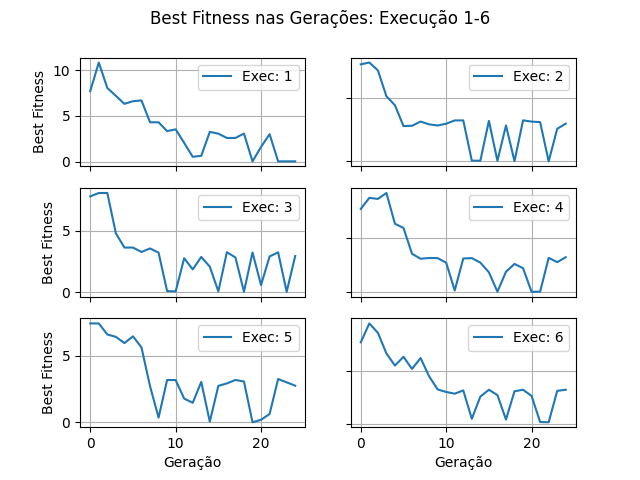 Best Fitness nas Gerações: Execução 1-6
Best Fitness
10
5
0
Exec: 1
Exec: 2
Best Fitness
5
0
Exec: 3
Exec: 4
Best Fitness
5
0
Exec: 5
Exec: 6
0
10
20
Geração
0
10
20
Geração